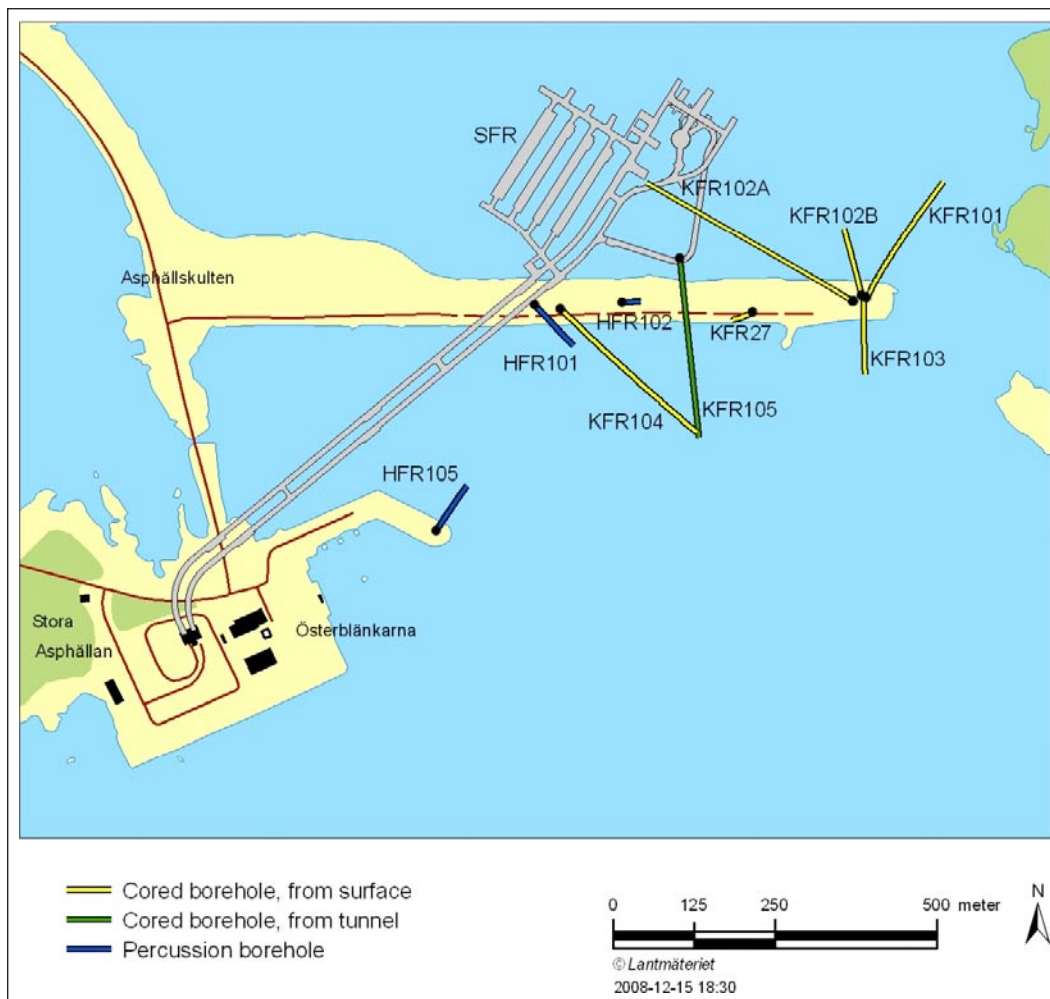 SFR
KFR102A
KFR102B
KFR101
Asphällskulten
HFR102
KFR27
HFR101
KFR103
KFR104
KFR105
HFR105
Stora
Asphällan
Österblänkarna
Cored borehole, from surface
Cored borehole, from tunnel
Percussion borehole
0 125 250 500 meter
N
© Lantmäteriet
2008-12-15 18:30